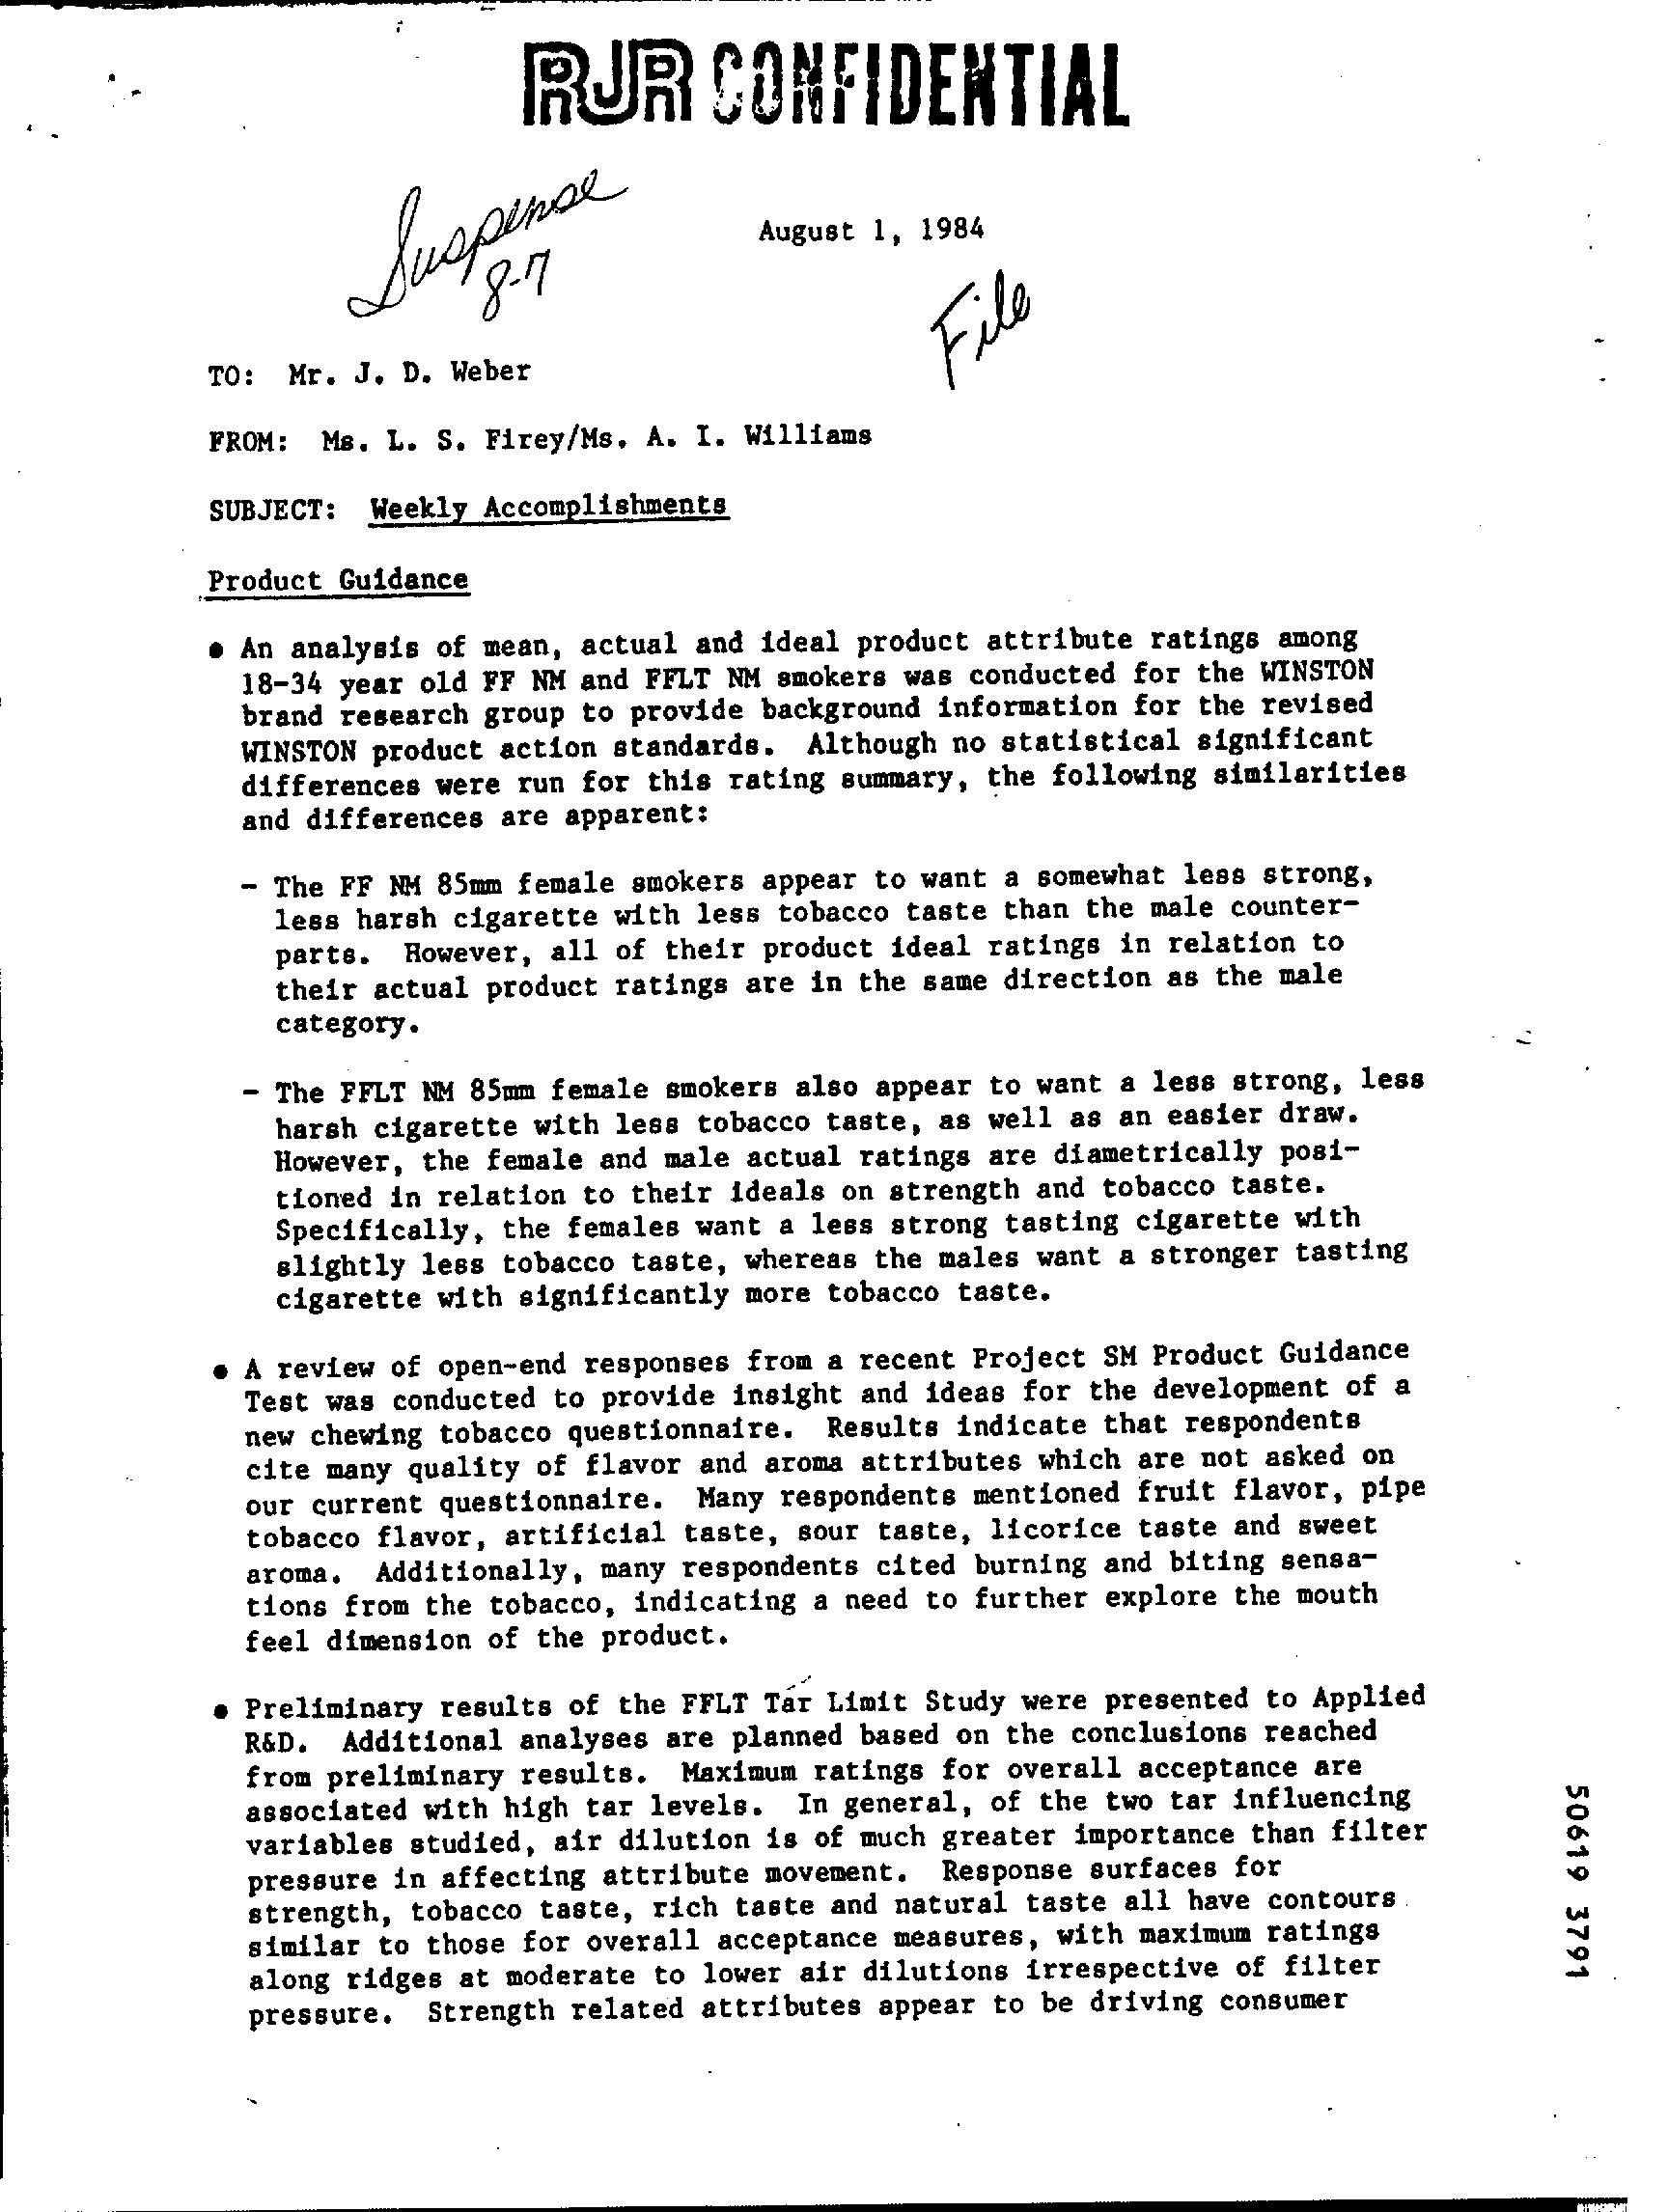 RJR CONFIDENTIAL
Suspense
8-7
August 1, 1984
File
TO: Mr. J. D. Weber
FROM: Ms. L. S. Firey/Ms. A. I. Williams
SUBJECT: Weekly Accomplishments
Product Guidance
• An analysis of mean, actual and ideal product attribute ratings among
18-34 year old FF NM and FFLT NM smokers was conducted for the WINSTON
brand research group to provide background information for the revised
WINSTON product action standards. Although no statistical significant
differences were run for this rating summary, the following similarities
and differences are apparent:
- The FF NM 85mm female smokers appear to want a somewhat less strong,
less harsh cigarette with less tobacco taste than the male counter-
parts. However, all of their product ideal ratings in relation to
their actual product ratings are in the same direction as the male
category.
- The FFLT NM 85mm female smokers also appear to want a less strong, less
harsh cigarette with less tobacco taste, as well as an easier draw.
However, the female and male actual ratings are diametrically posi-
tioned in relation to their ideals on strength and tobacco taste.
Specifically, the females want a less strong tasting cigarette with
slightly less tobacco taste, whereas the males want a stronger tasting
cigarette with significantly more tobacco taste.
• A review of open-end responses from a recent Project SM Product Guidance
Test was conducted to provide insight and ideas for the development of a
new chewing tobacco questionnaire. Results indicate that respondents
cite many quality of flavor and aroma attributes which are not asked on
our current questionnaire. Many respondents mentioned fruit flavor, pipe
tobacco flavor, artificial taste, sour taste, licorice taste and sweet
aroma. Additionally, many respondents cited burning and biting sensa-
tions from the tobacco, indicating a need to further explore the mouth
feel dimension of the product.
• Preliminary results of the FFLT Tar Limit Study were presented to Applied
R&D. Additional analyses are planned based on the conclusions reached
from preliminary results. Maximum ratings for overall acceptance are
associated with high tar levels. In general, of the two tar influencing
variables studied, air dilution is of much greater importance than filter
pressure in affecting attribute movement. Response surfaces for
strength, tobacco taste, rich taste and natural taste all have contours
similar to those for overall acceptance measures, with maximum ratings
along ridges at moderate to lower air dilutions irrespective of filter
pressure. Strength related attributes appear to be driving consumer
50619 3791